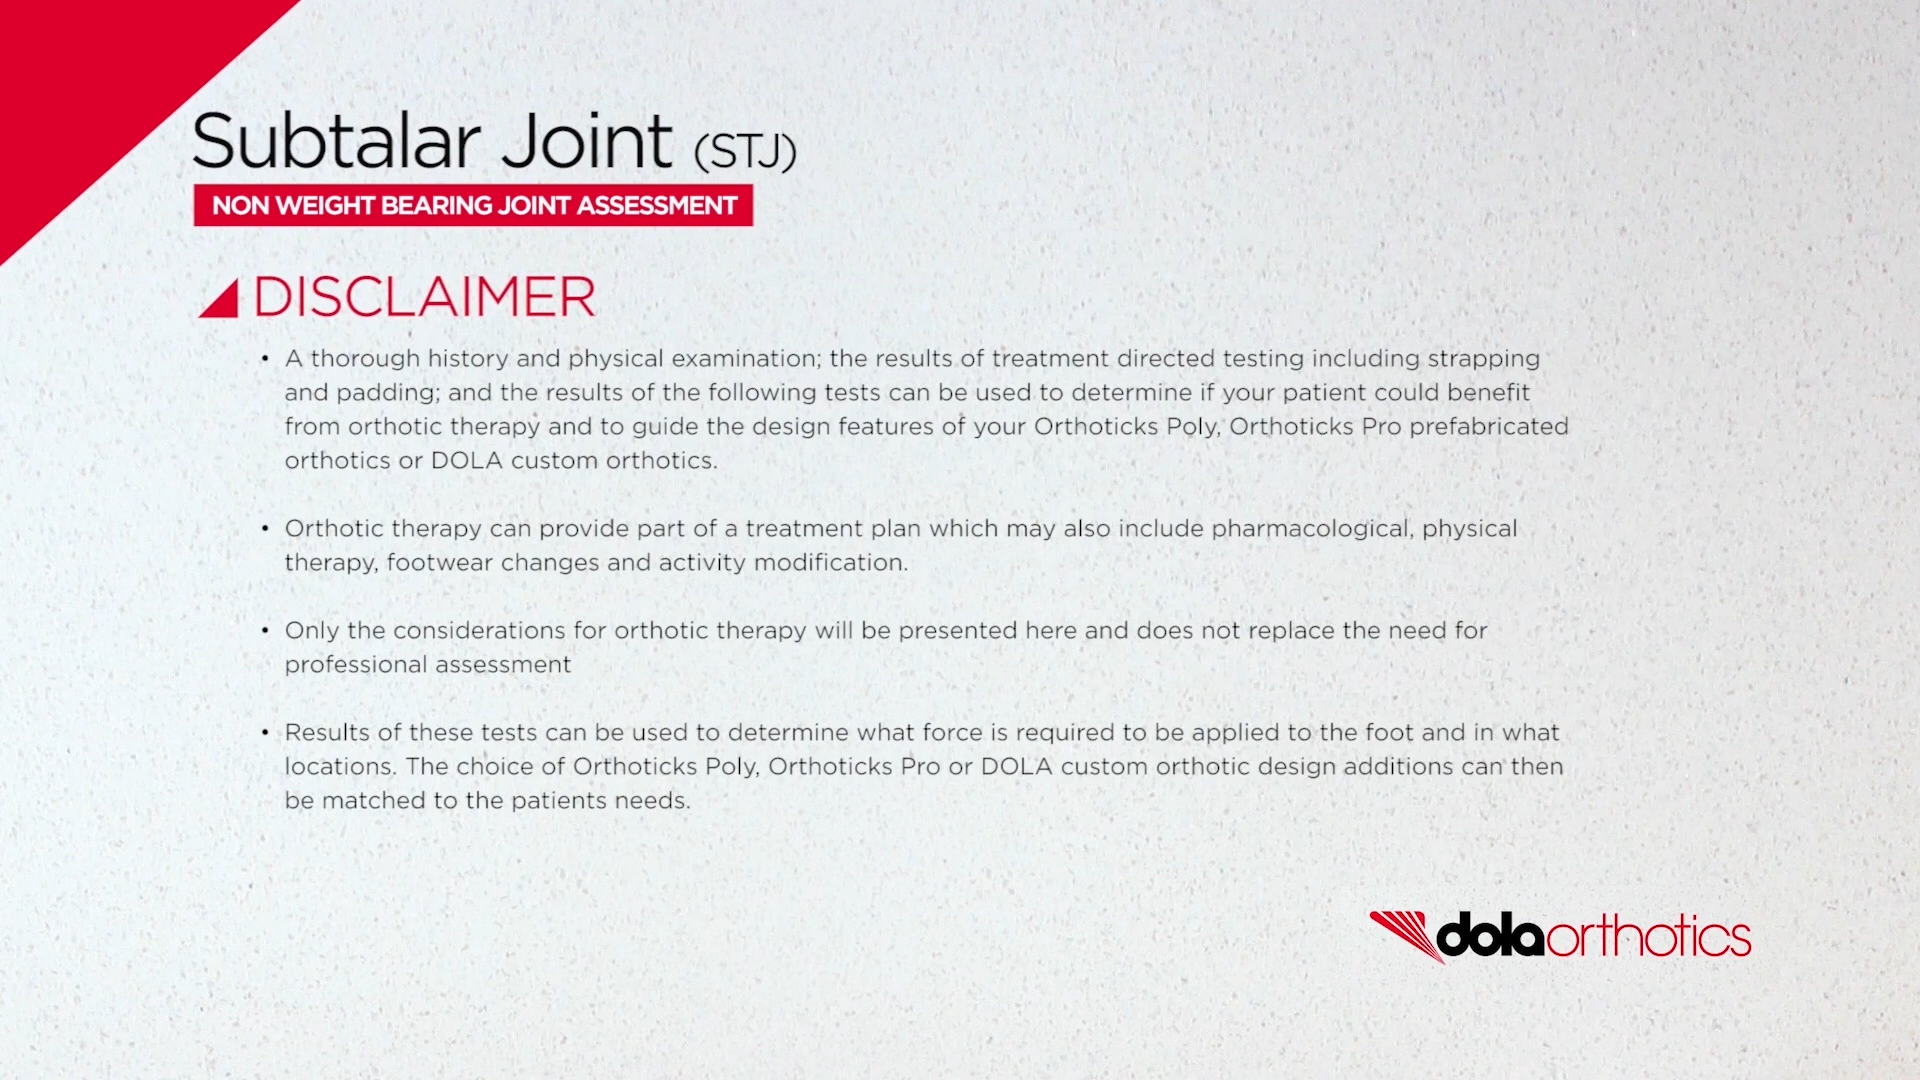 Subtalar Joint (STJ)
NON WEIGHT BEARING JOINT ASSESSMENT
DISCLAIMER
• A thorough history and physical examination; the results of treatment directed testing including strapping
and padding; and the results of the following tests can be used to determine if your patient could benefit
from orthotic therapy and to guide the design features of your Orthoticks Poly, Orthoticks Pro prefabricated
orthotics or DOLA custom orthotics.
• Orthotic therapy can provide part of a treatment plan which may also include pharmacological, physical
therapy, footwear changes and activity modification.
• Only the considerations for orthotic therapy will be presented here and does not replace the need for
professional assessment
• Results of these tests can be used to determine what force is required to be applied to the foot and in what
locations. The choice of Orthoticks Poly, Orthoticks Pro or DOLA custom orthotic design additions can then
be matched to the patients needs.
dolaorthotics